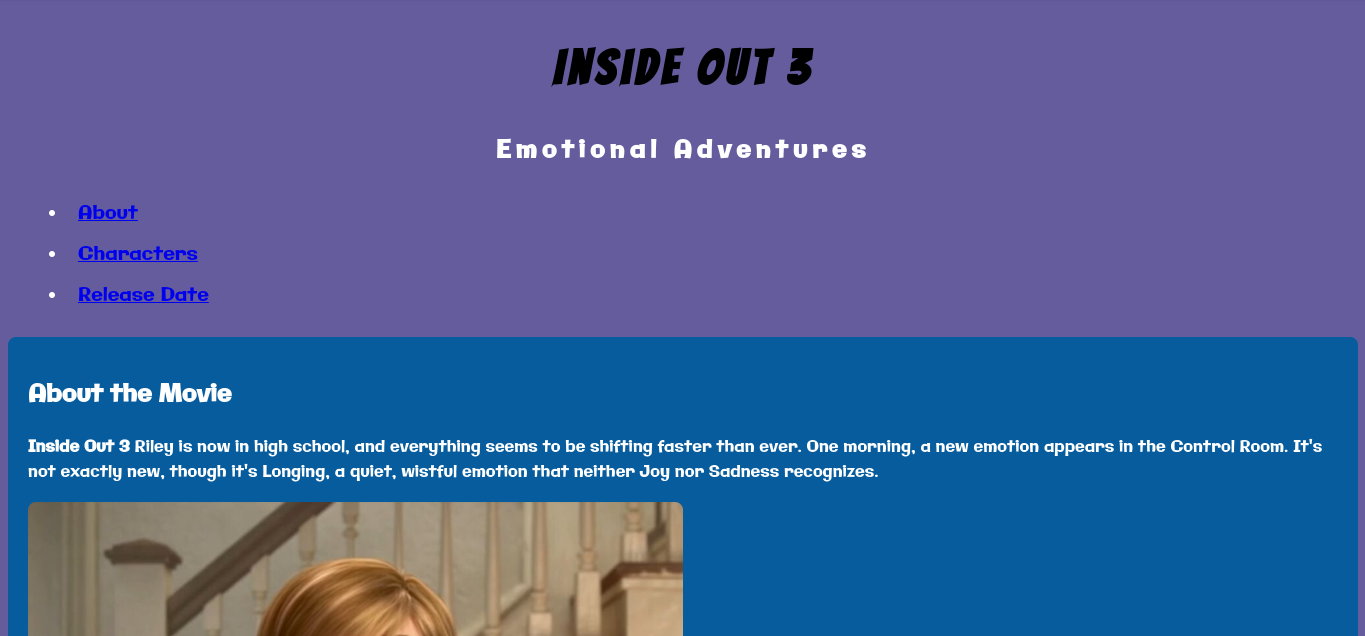 INSIDE OUT 3
Emotional Adventures
About
Characters
Release Date
About the Movie
Inside Out 3 Riley is now in high school, and everything seems to be shifting faster than ever. One morning, a new emotion appears in the Control Room. It's
not exactly new, though it's Longing, a quiet, wistful emotion that neither Joy nor Sadness recognizes.